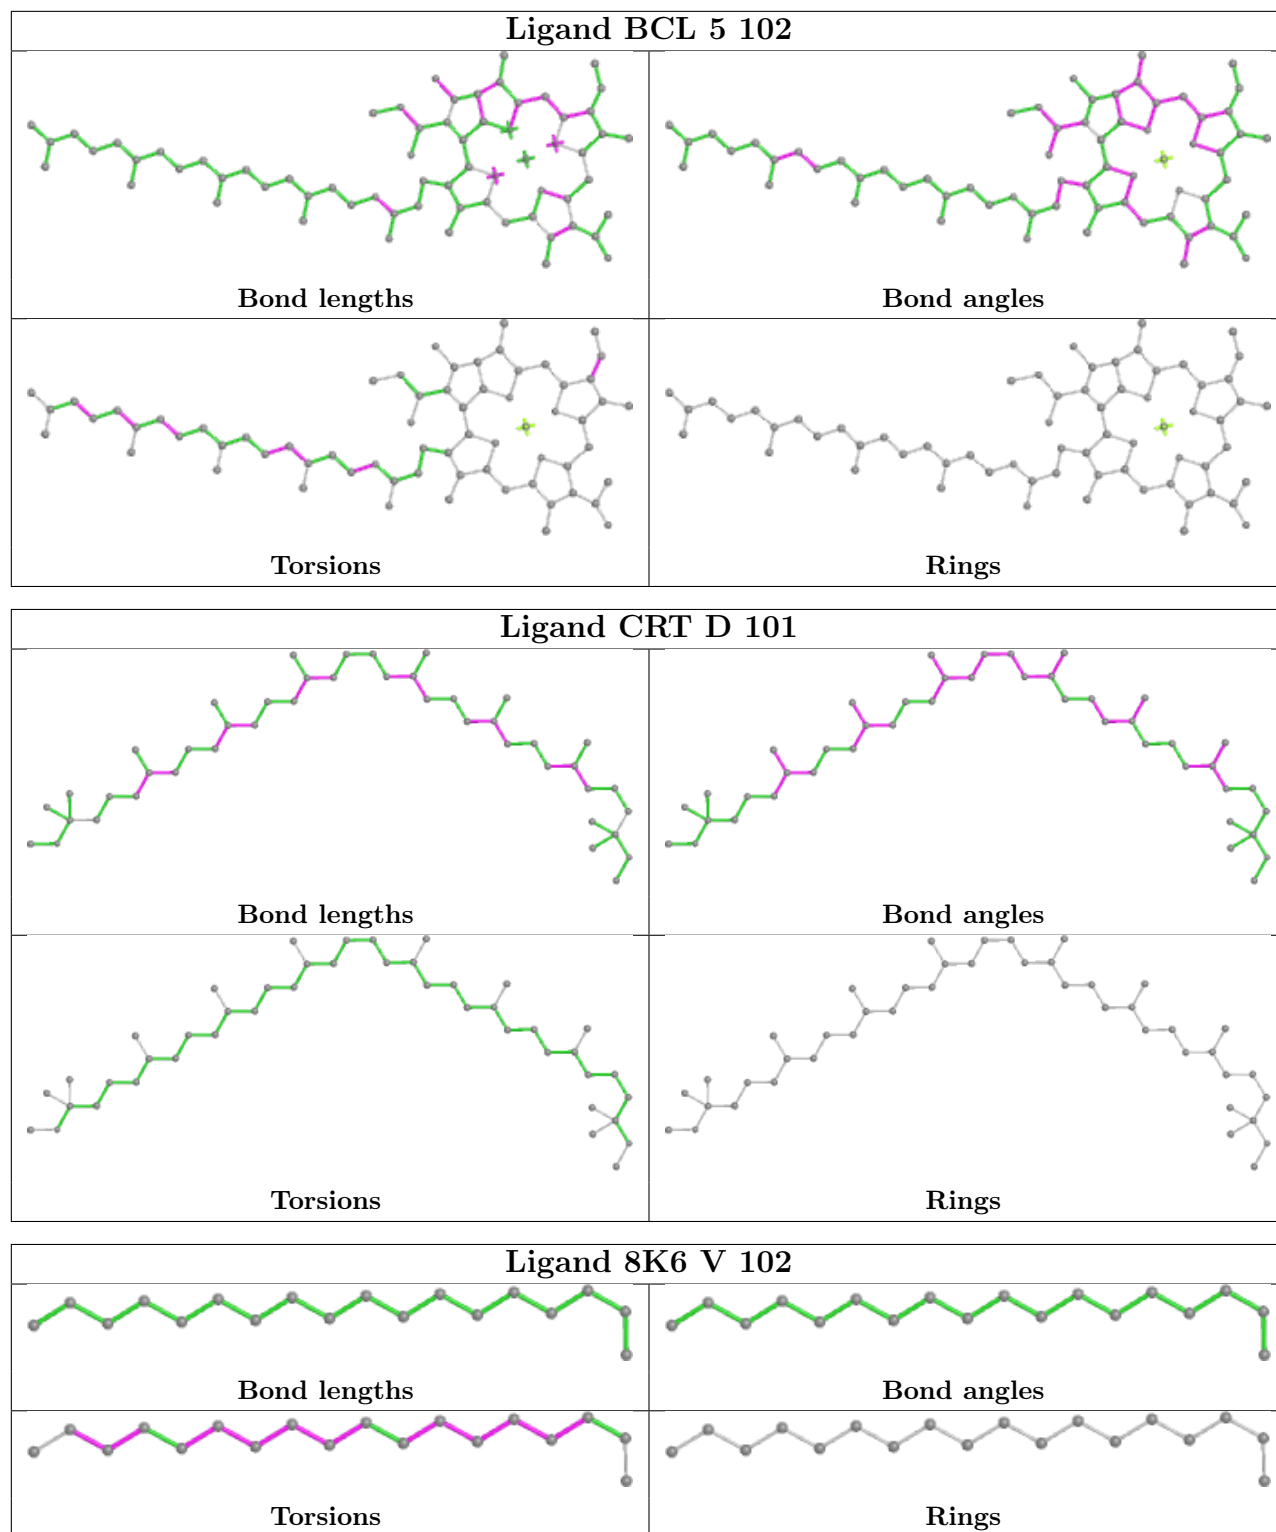 Ligand BCL 5 102
Bond lengths
Bond angles
Torsions
Rings
Ligand CRT D 101
Bond lengths
Bond angles
Torsions
Rings
Ligand 8K6 V 102
Bond lengths
Bond angles
Torsions
Rings